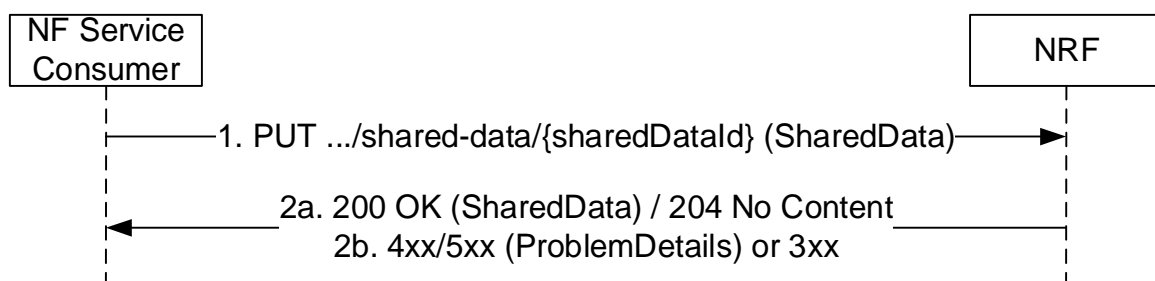 NF Service
Consumer
NRF
1. PUT .../shared-data/{sharedDataId} (SharedData)
2a. 200 OK (SharedData) / 204 No Content
2b. 4xx/5xx (ProblemDetails) or 3xx